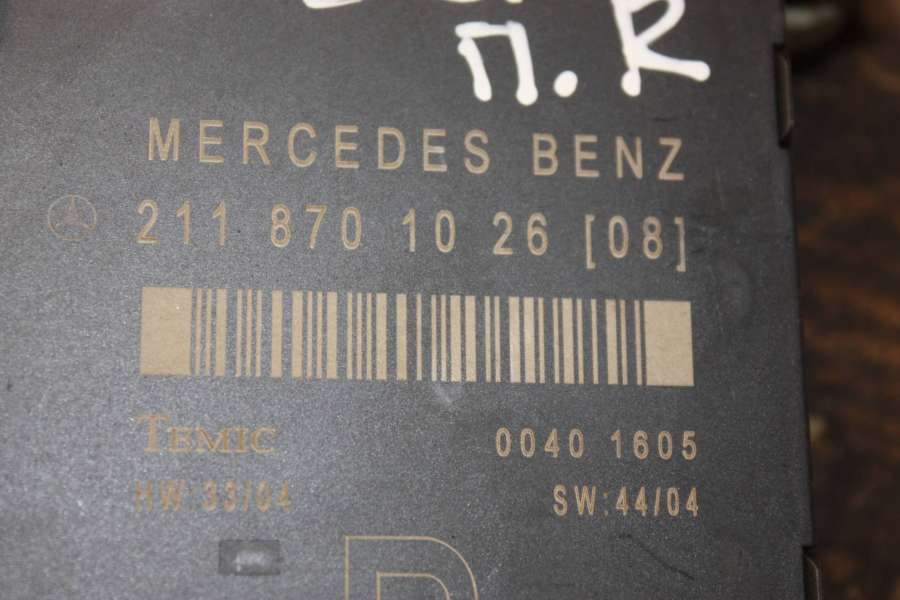 П.R
MERCEDES BENZ
211 870 10 26 [08]
TEMIC
0040 1605
HW:33/04
SW:44/04
R